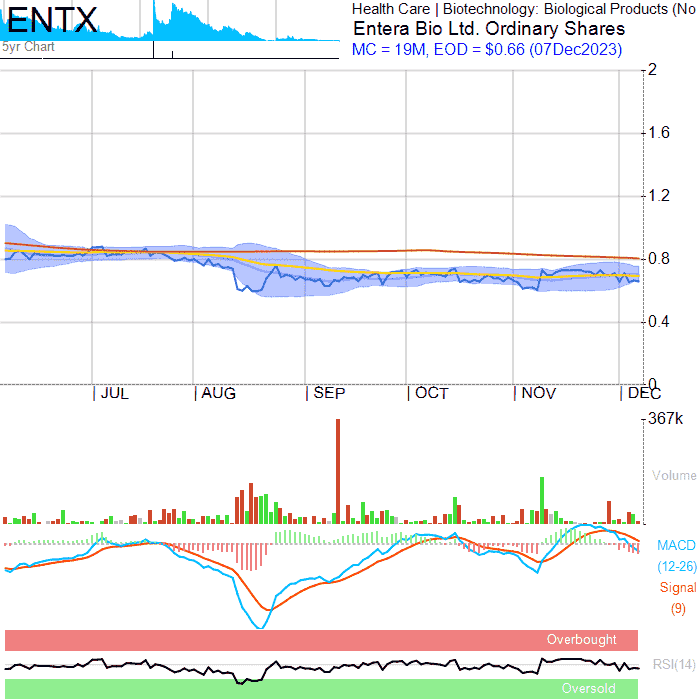 ENTX
5yr Chart
Health Care | Biotechnology: Biological Products (No
Entera Bio Ltd. Ordinary Shares
MC = 19M, EOD = $0.66 (07Dec2023)
2
1.6
1.2
0.8
0.4
0
JUL AUG SEP OCT NOV DEC
367k
Volume
MACD
(12-26)
Signal
(9)
Overbought
RSI(14)
Oversold